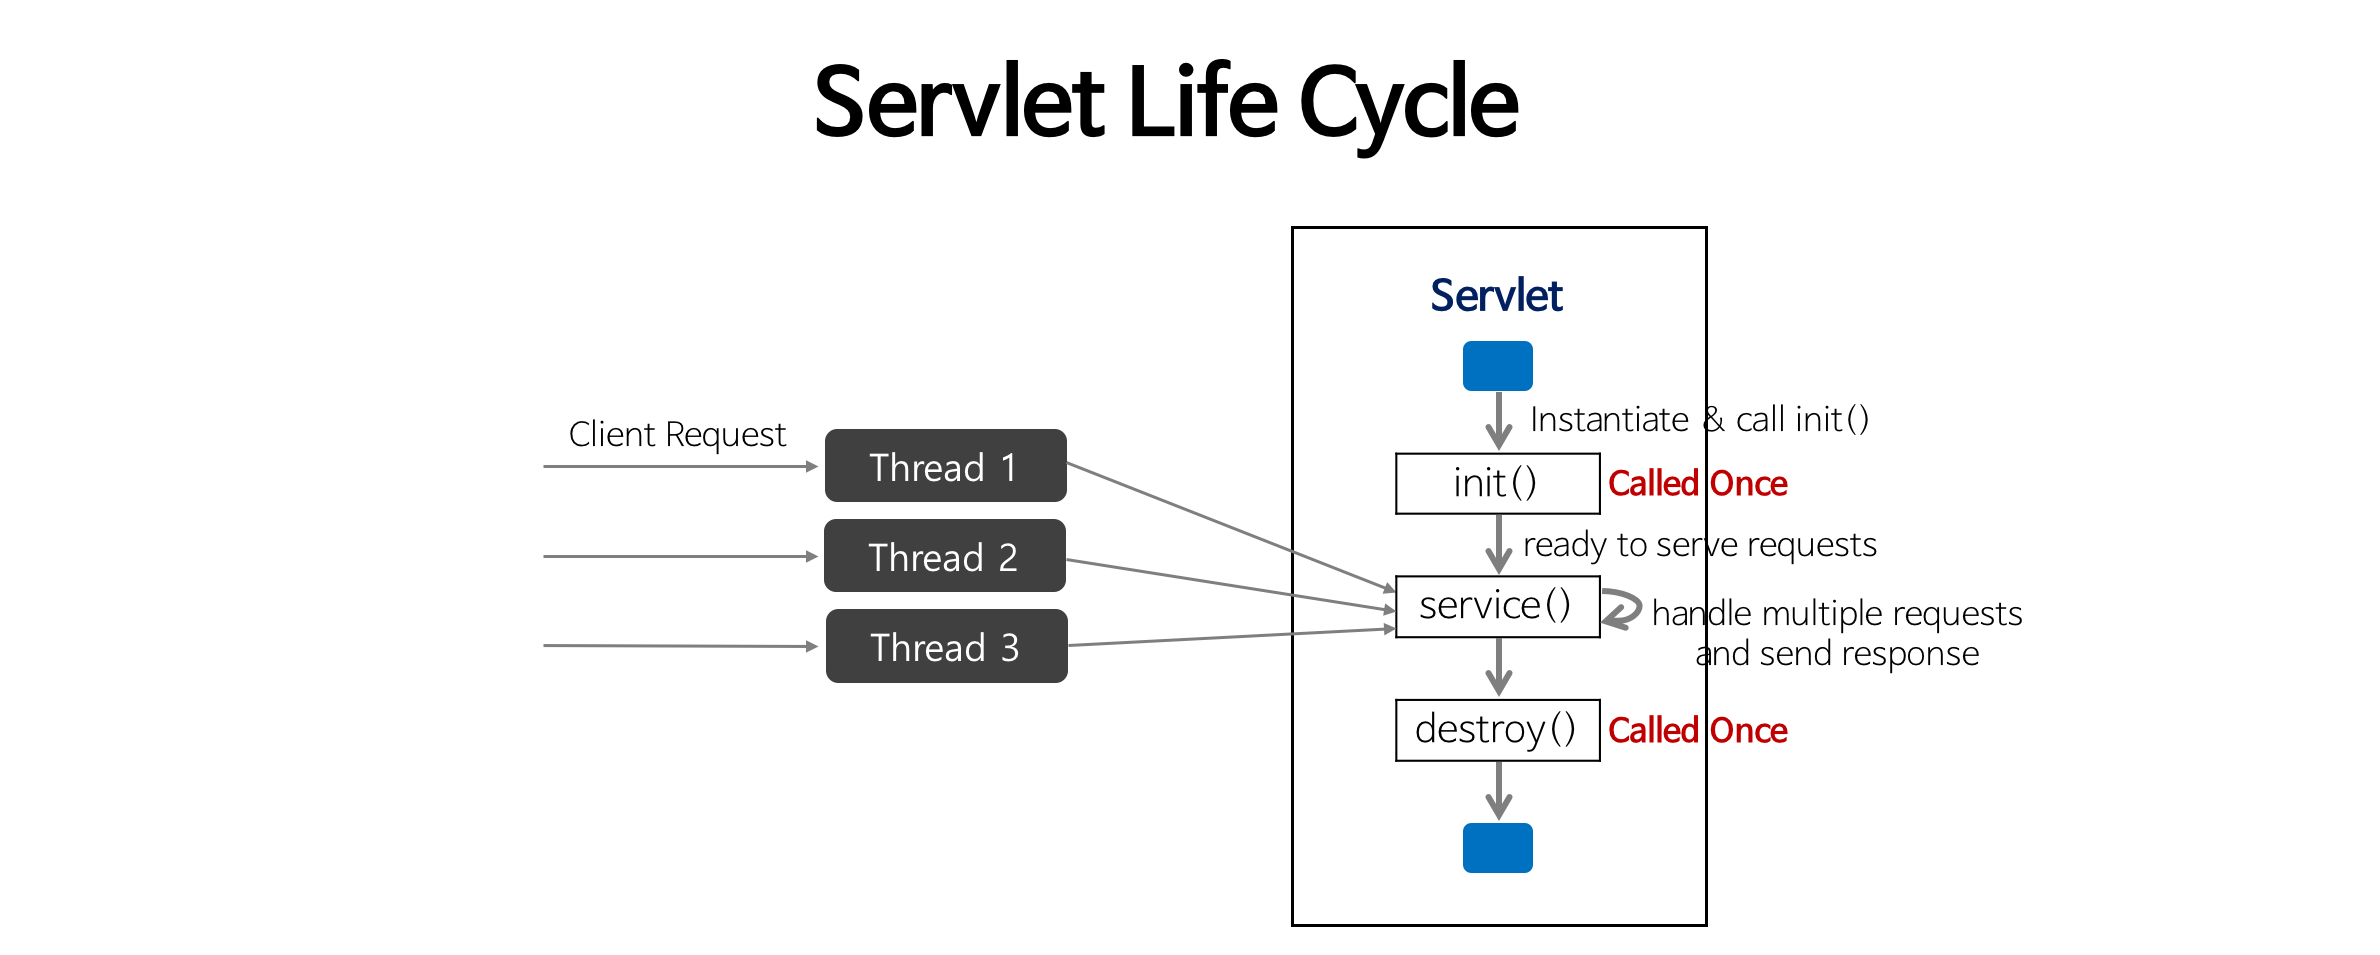 Servlet Life Cycle
Servlet
Instantiate & call init()
Client Request
Thread 1
init()
Called Once
ready to serve requests
Thread 2
service()
handle multiple requests
and send response
Thread 3
destroy()
Called Once